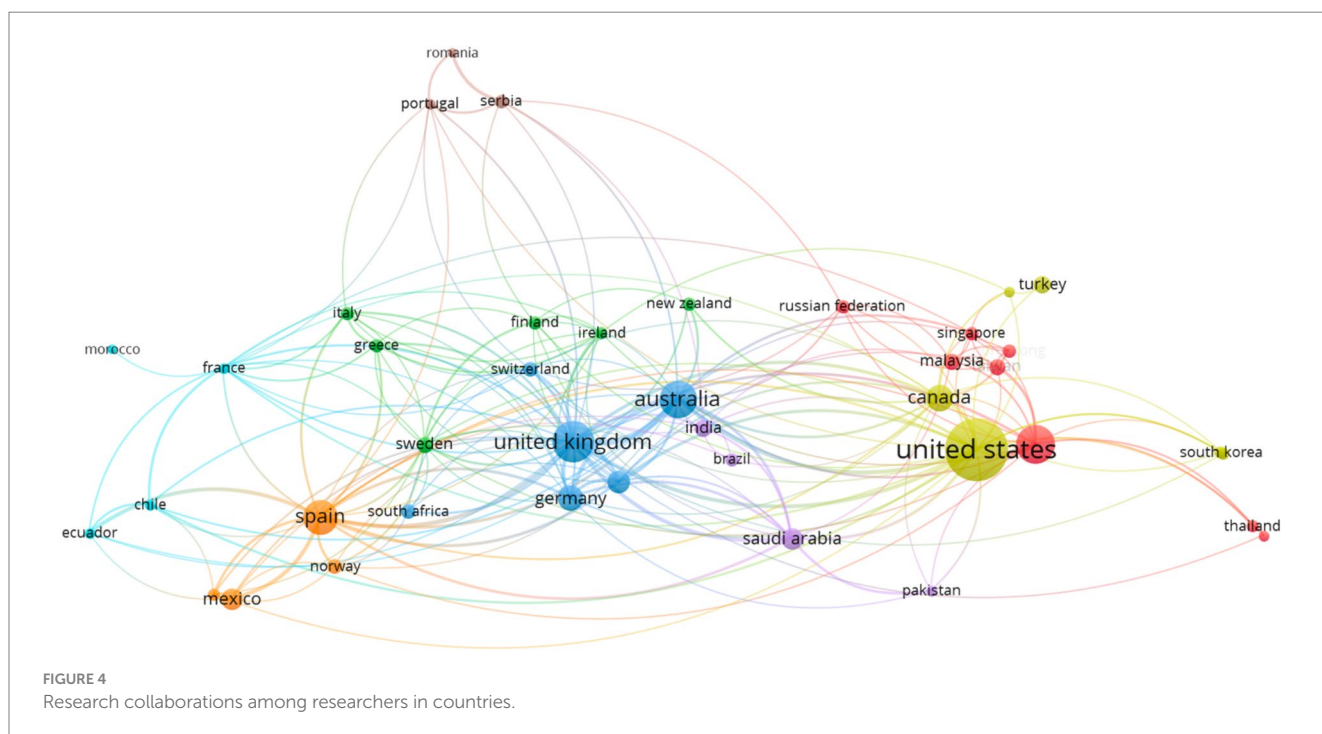 romania
portugal
serbia
turkey
new zealand
russian federation
italy
finland
ireland
singapore
greece
morocco
malaysia
france
switzerland
canada
australia
india
sweden
united kingdom
united states
brazil
south korea
germany
chile
spain
south africa
thailand
ecuador
saudi arabia
norway
pakistan
mexico
FIGURE 4
Research collaborations among researchers in countries.